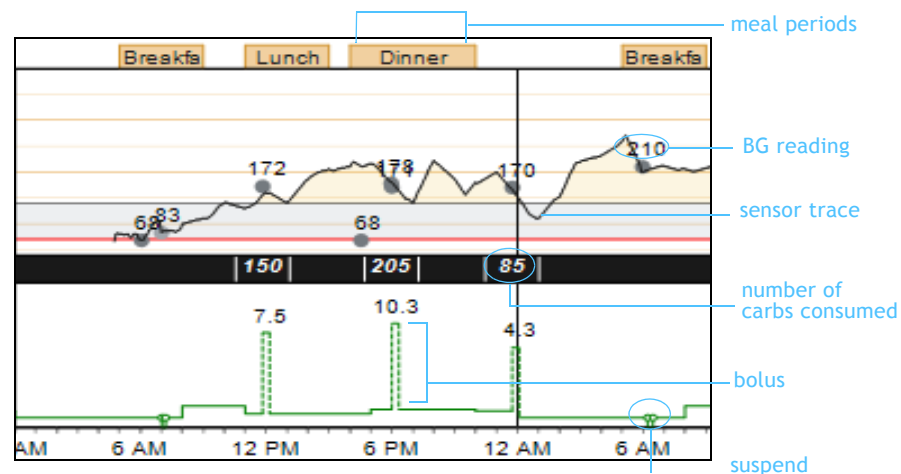 meal periods
Breakfa Lunch Dinner Breakfa
BG reading
172 170 210
68 83
68
sensor trace
150 205 85
number of
carbs consumed
7.5 10.3 4.3
bolus
AM 6 AM 12 PM 6 PM 12 AM 6 AM
suspend